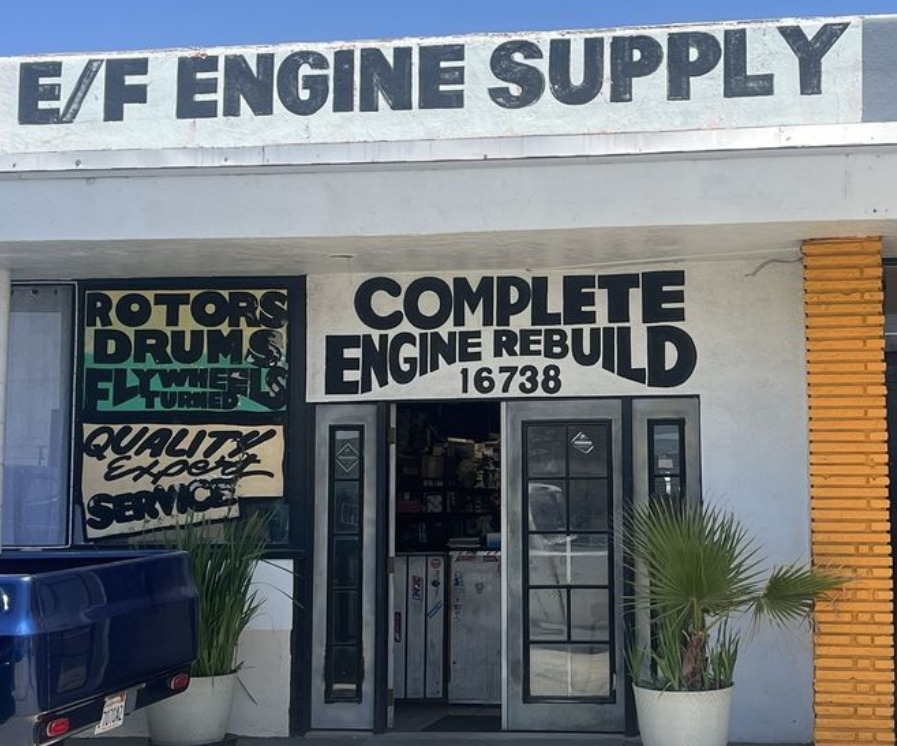 E/F ENGINE SUPPLY
ROTORS
DRUMS
FLYWHEELS
TURNED
QUALITY
Expert
SERVICE
COMPLETE
ENGINE REBUILD
16738